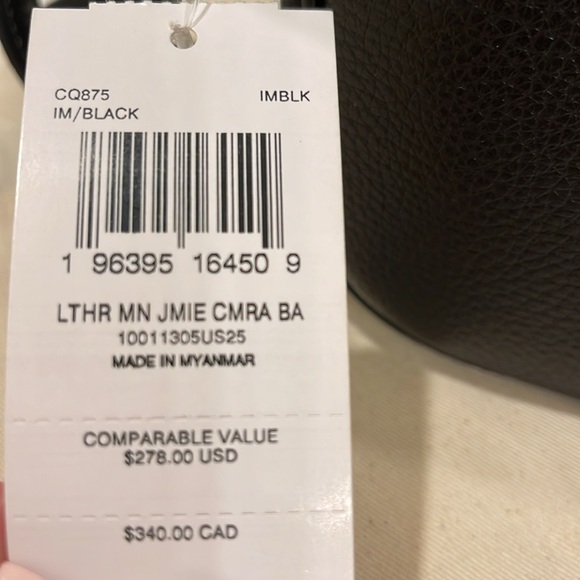 CQ875 IMBLK
IM/BLACK
1 96395 16450 9
LTHR MN JMIE CMRA BA
10011305US25
MADE IN MYANMAR
COMPARABLE VALUE
$278.00 USD
$340.00 CAD